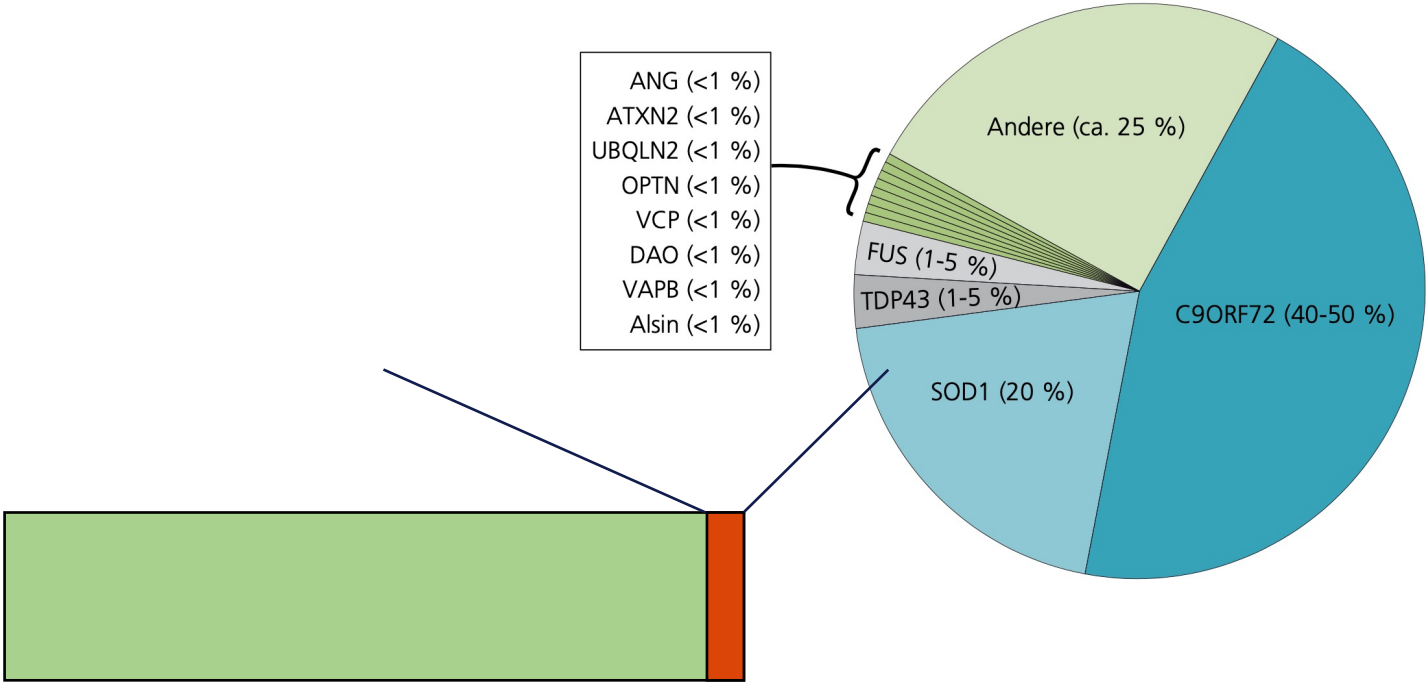 ANG (<1 %)
ATXN2 (<1 %)
UBQLN2 (<1 %)
OPTN (<1 %)
VCP (<1 %)
DAO (<1 %)
VAPB (<1 %)
Alsin (<1 %)
Andere (ca. 25 %)
FUS (1-5 %)
TDP43 (1-5 %)
C9ORF72 (40-50 %)
SOD1 (20 %)